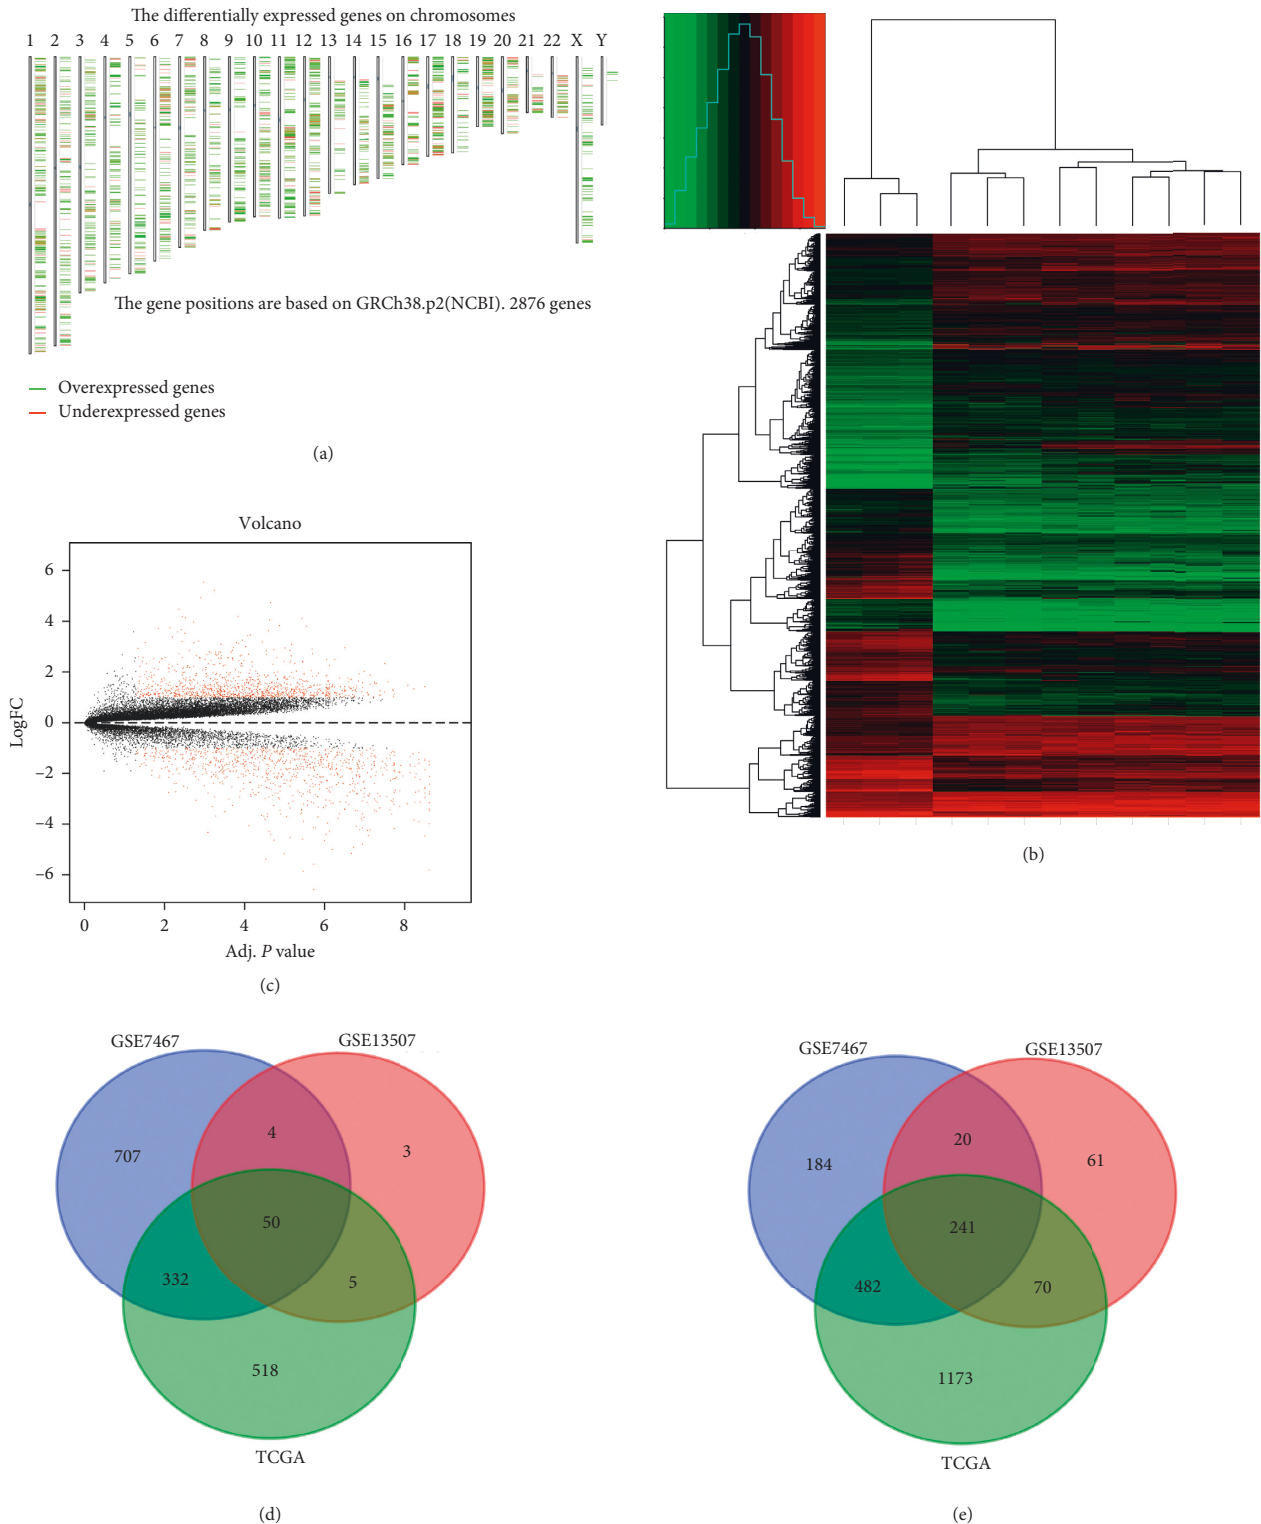 The differentially expressed genes on chromosomes
1 2 3 4 5 6 7 8 9 10 11 12 13 14 15 16 17 18 19 20 21 22 X Y
The gene positions are based on GRCh38.p2(NCBI). 2876 genes
Overexpressed genes
Underexpressed genes
(a)
(b)
Volcano
6
4
2
0
−2
−4
−6
LogFC
0 2 4 6 8
Adj. P value
(c)
GSE7467
GSE13507
707
4
3
50
332
5
518
TCGA
(d)
GSE7467
GSE13507
184
20
61
241
482
70
1173
TCGA
(e)